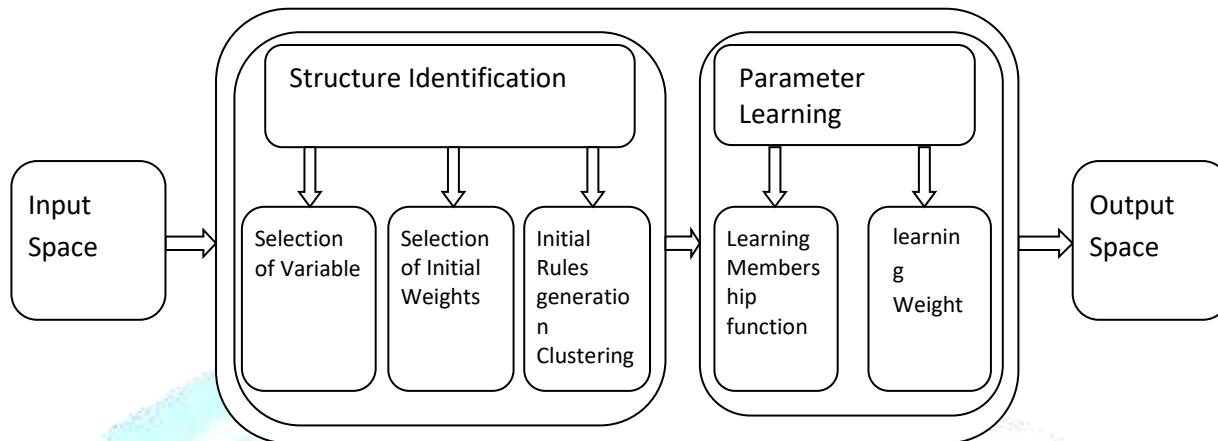 Structure Identification
Parameter
Learning
Input
Space
Selection
of Variable
Selection
of Initial
Weights
Initial
Rules
generatio
n
Clustering
Learning
Members
hip
function
learnin
g
Weight
Output
Space